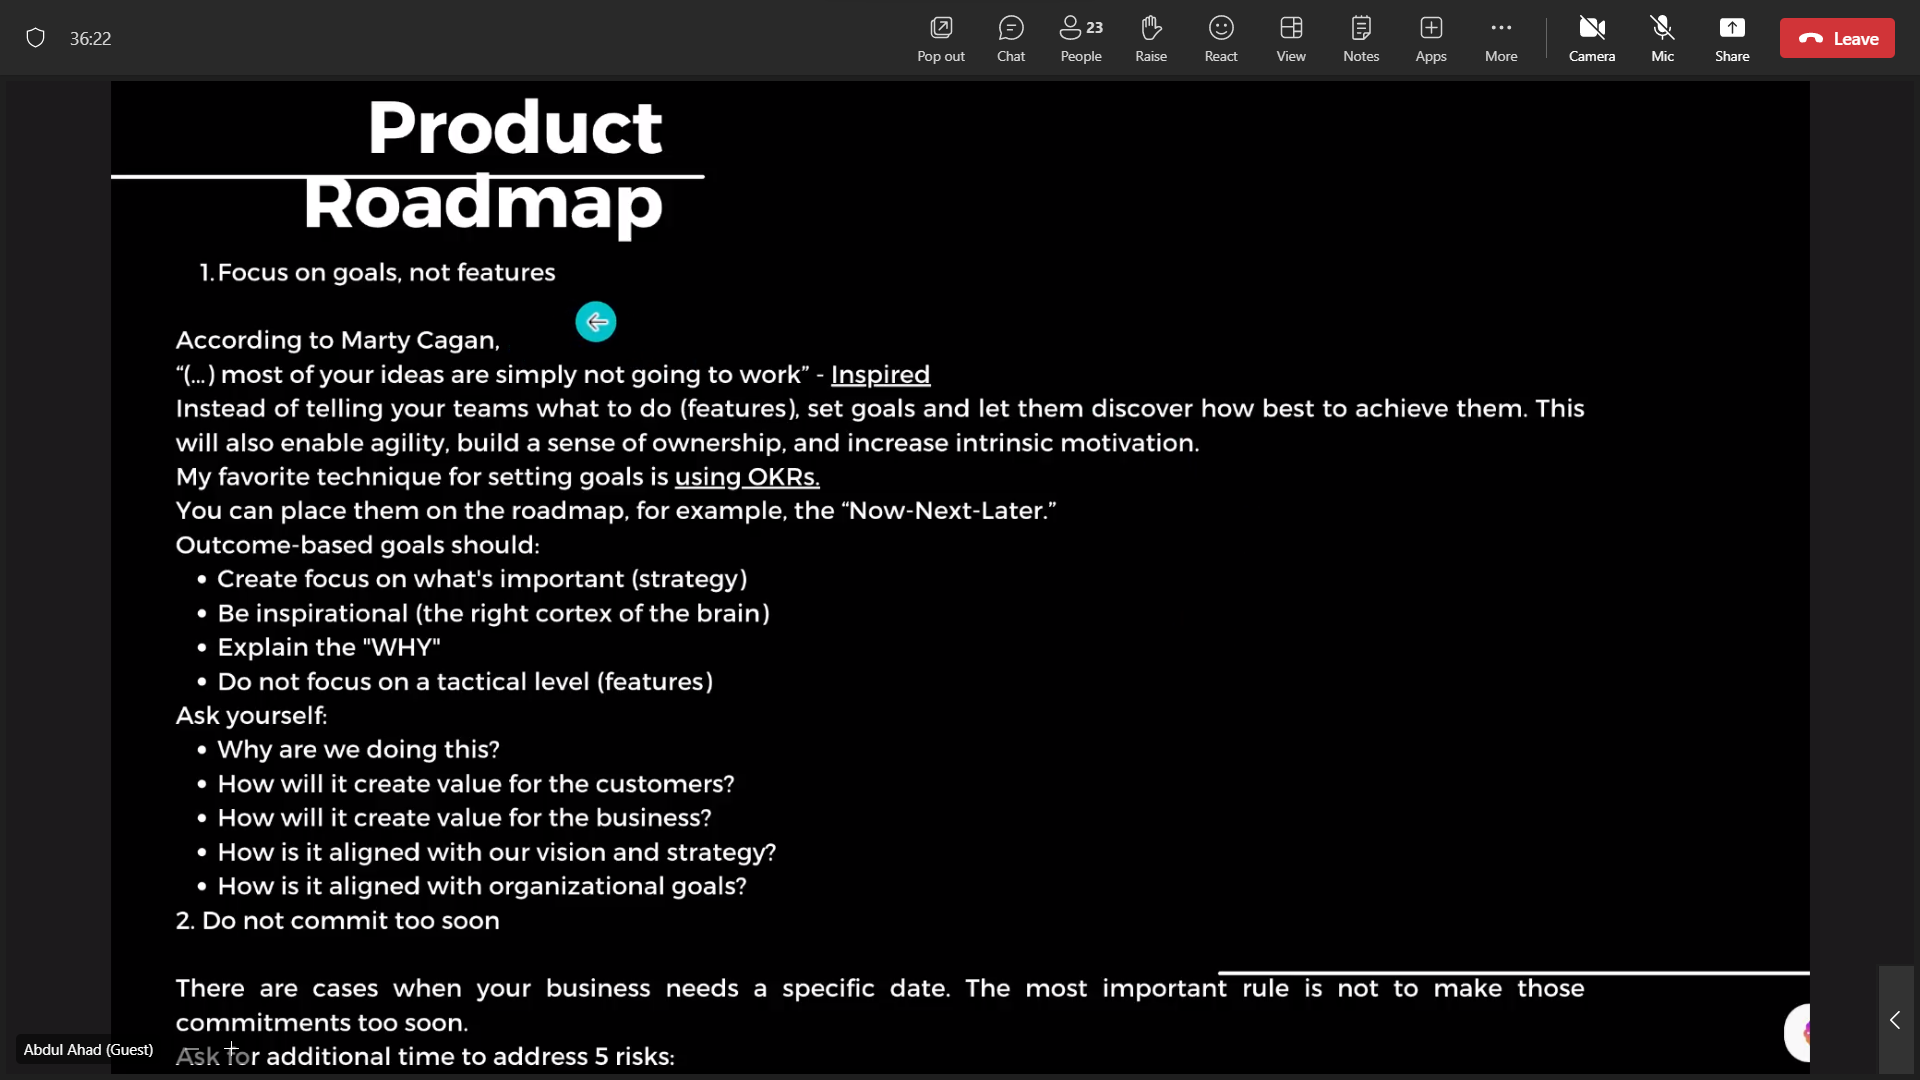 36:22
Pop out
Chat
23
People
Raise
React
View
Notes
Apps
More
Camera
Mic
Share
Leave
Product
Roadmap
1. Focus on goals, not features
According to Marty Cagan,
“(...) most of your ideas are simply not going to work” - Inspired
Instead of telling your teams what to do (features), set goals and let them discover how best to achieve them. This
will also enable agility, build a sense of ownership, and increase intrinsic motivation.
My favorite technique for setting goals is using OKRs.
You can place them on the roadmap, for example, the “Now-Next-Later.”
Outcome-based goals should:
• Create focus on what's important (strategy)
• Be inspirational (the right cortex of the brain)
• Explain the "WHY"
• Do not focus on a tactical level (features)
Ask yourself:
• Why are we doing this?
• How will it create value for the customers?
• How will it create value for the business?
• How is it aligned with our vision and strategy?
• How is it aligned with organizational goals?
2. Do not commit too soon
There are cases when your business needs a specific date. The most important rule is not to make those
commitments too soon.
Ask for additional time to address 5 risks:
Abdul Ahad (Guest)